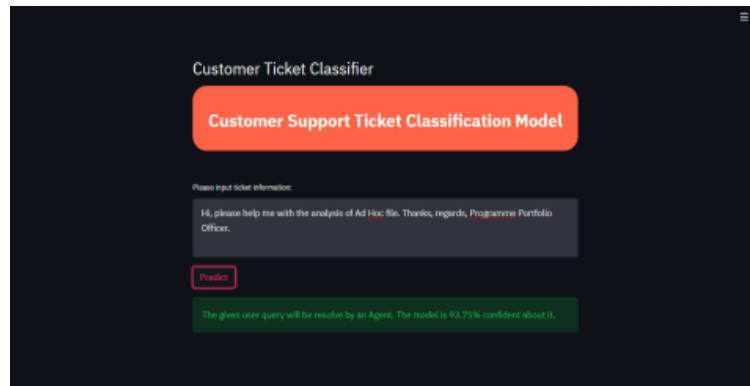 Customer Ticket Classifier
Customer Support Ticket Classification Model
Please input ticket information:
Hi, please help me with the analysis of Ad Hoc file. Thanks, regards, Programme Portfolio
Officer.
Predict
The given user query will be resolve by an Agent. The model is 93.75% confident about it.